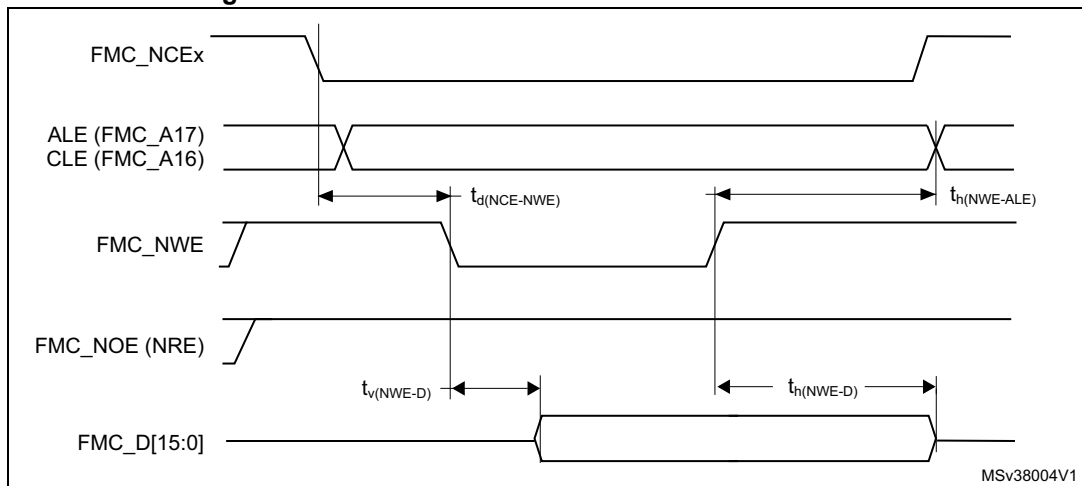 FMC_NCEx
ALE (FMC_A17)
CLE (FMC_A16)
td(NCE-NWE)
th(NWE-ALE)
FMC_NWE
FMC_NOE (NRE)
tv(NWE-D)
th(NWE-D)
FMC_D[15:0]
MSv38004V1